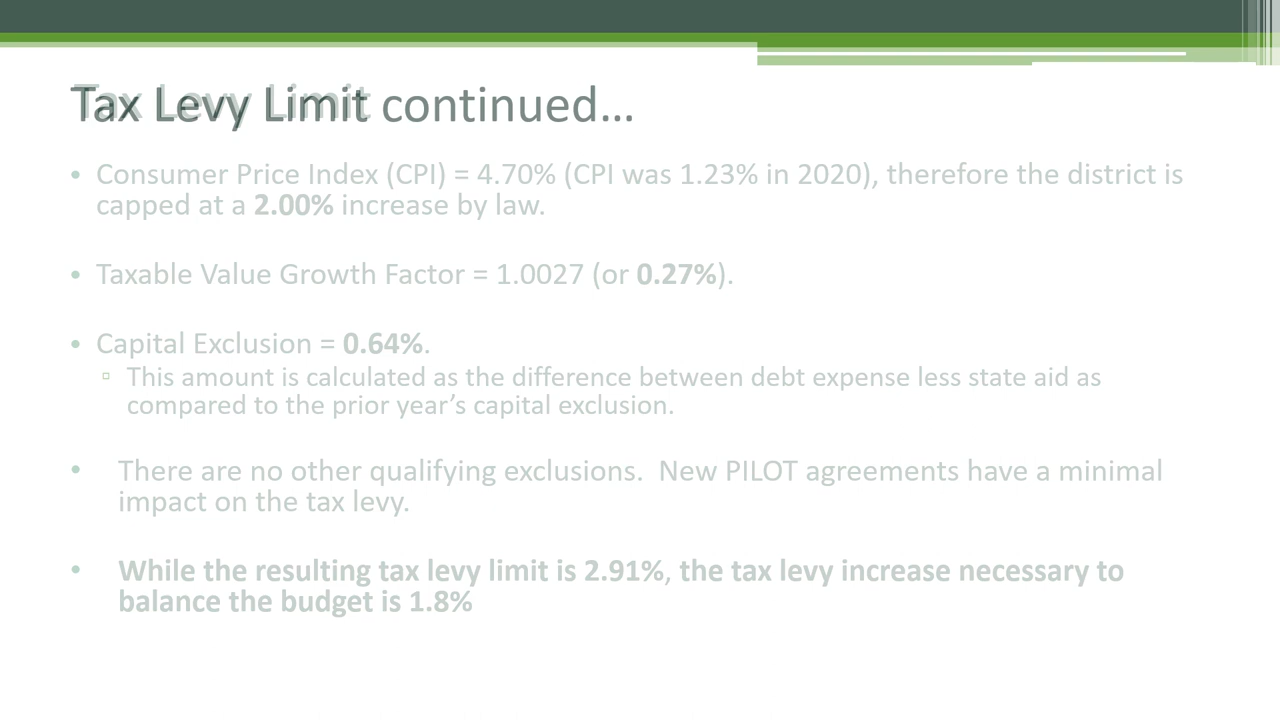 Tax Levy Limit continued…
• Consumer Price Index (CPI) = 4.70% (CPI was 1.23% in 2020), therefore the district is
capped at a 2.00% increase by law.
• Taxable Value Growth Factor = 1.0027 (or 0.27%).
• Capital Exclusion = 0.64%.
▫ This amount is calculated as the difference between debt expense less state aid as
compared to the prior year’s capital exclusion.
• There are no other qualifying exclusions.  New PILOT agreements have a minimal
impact on the tax levy.
• While the resulting tax levy limit is 2.91%, the tax levy increase necessary to
balance the budget is 1.8%